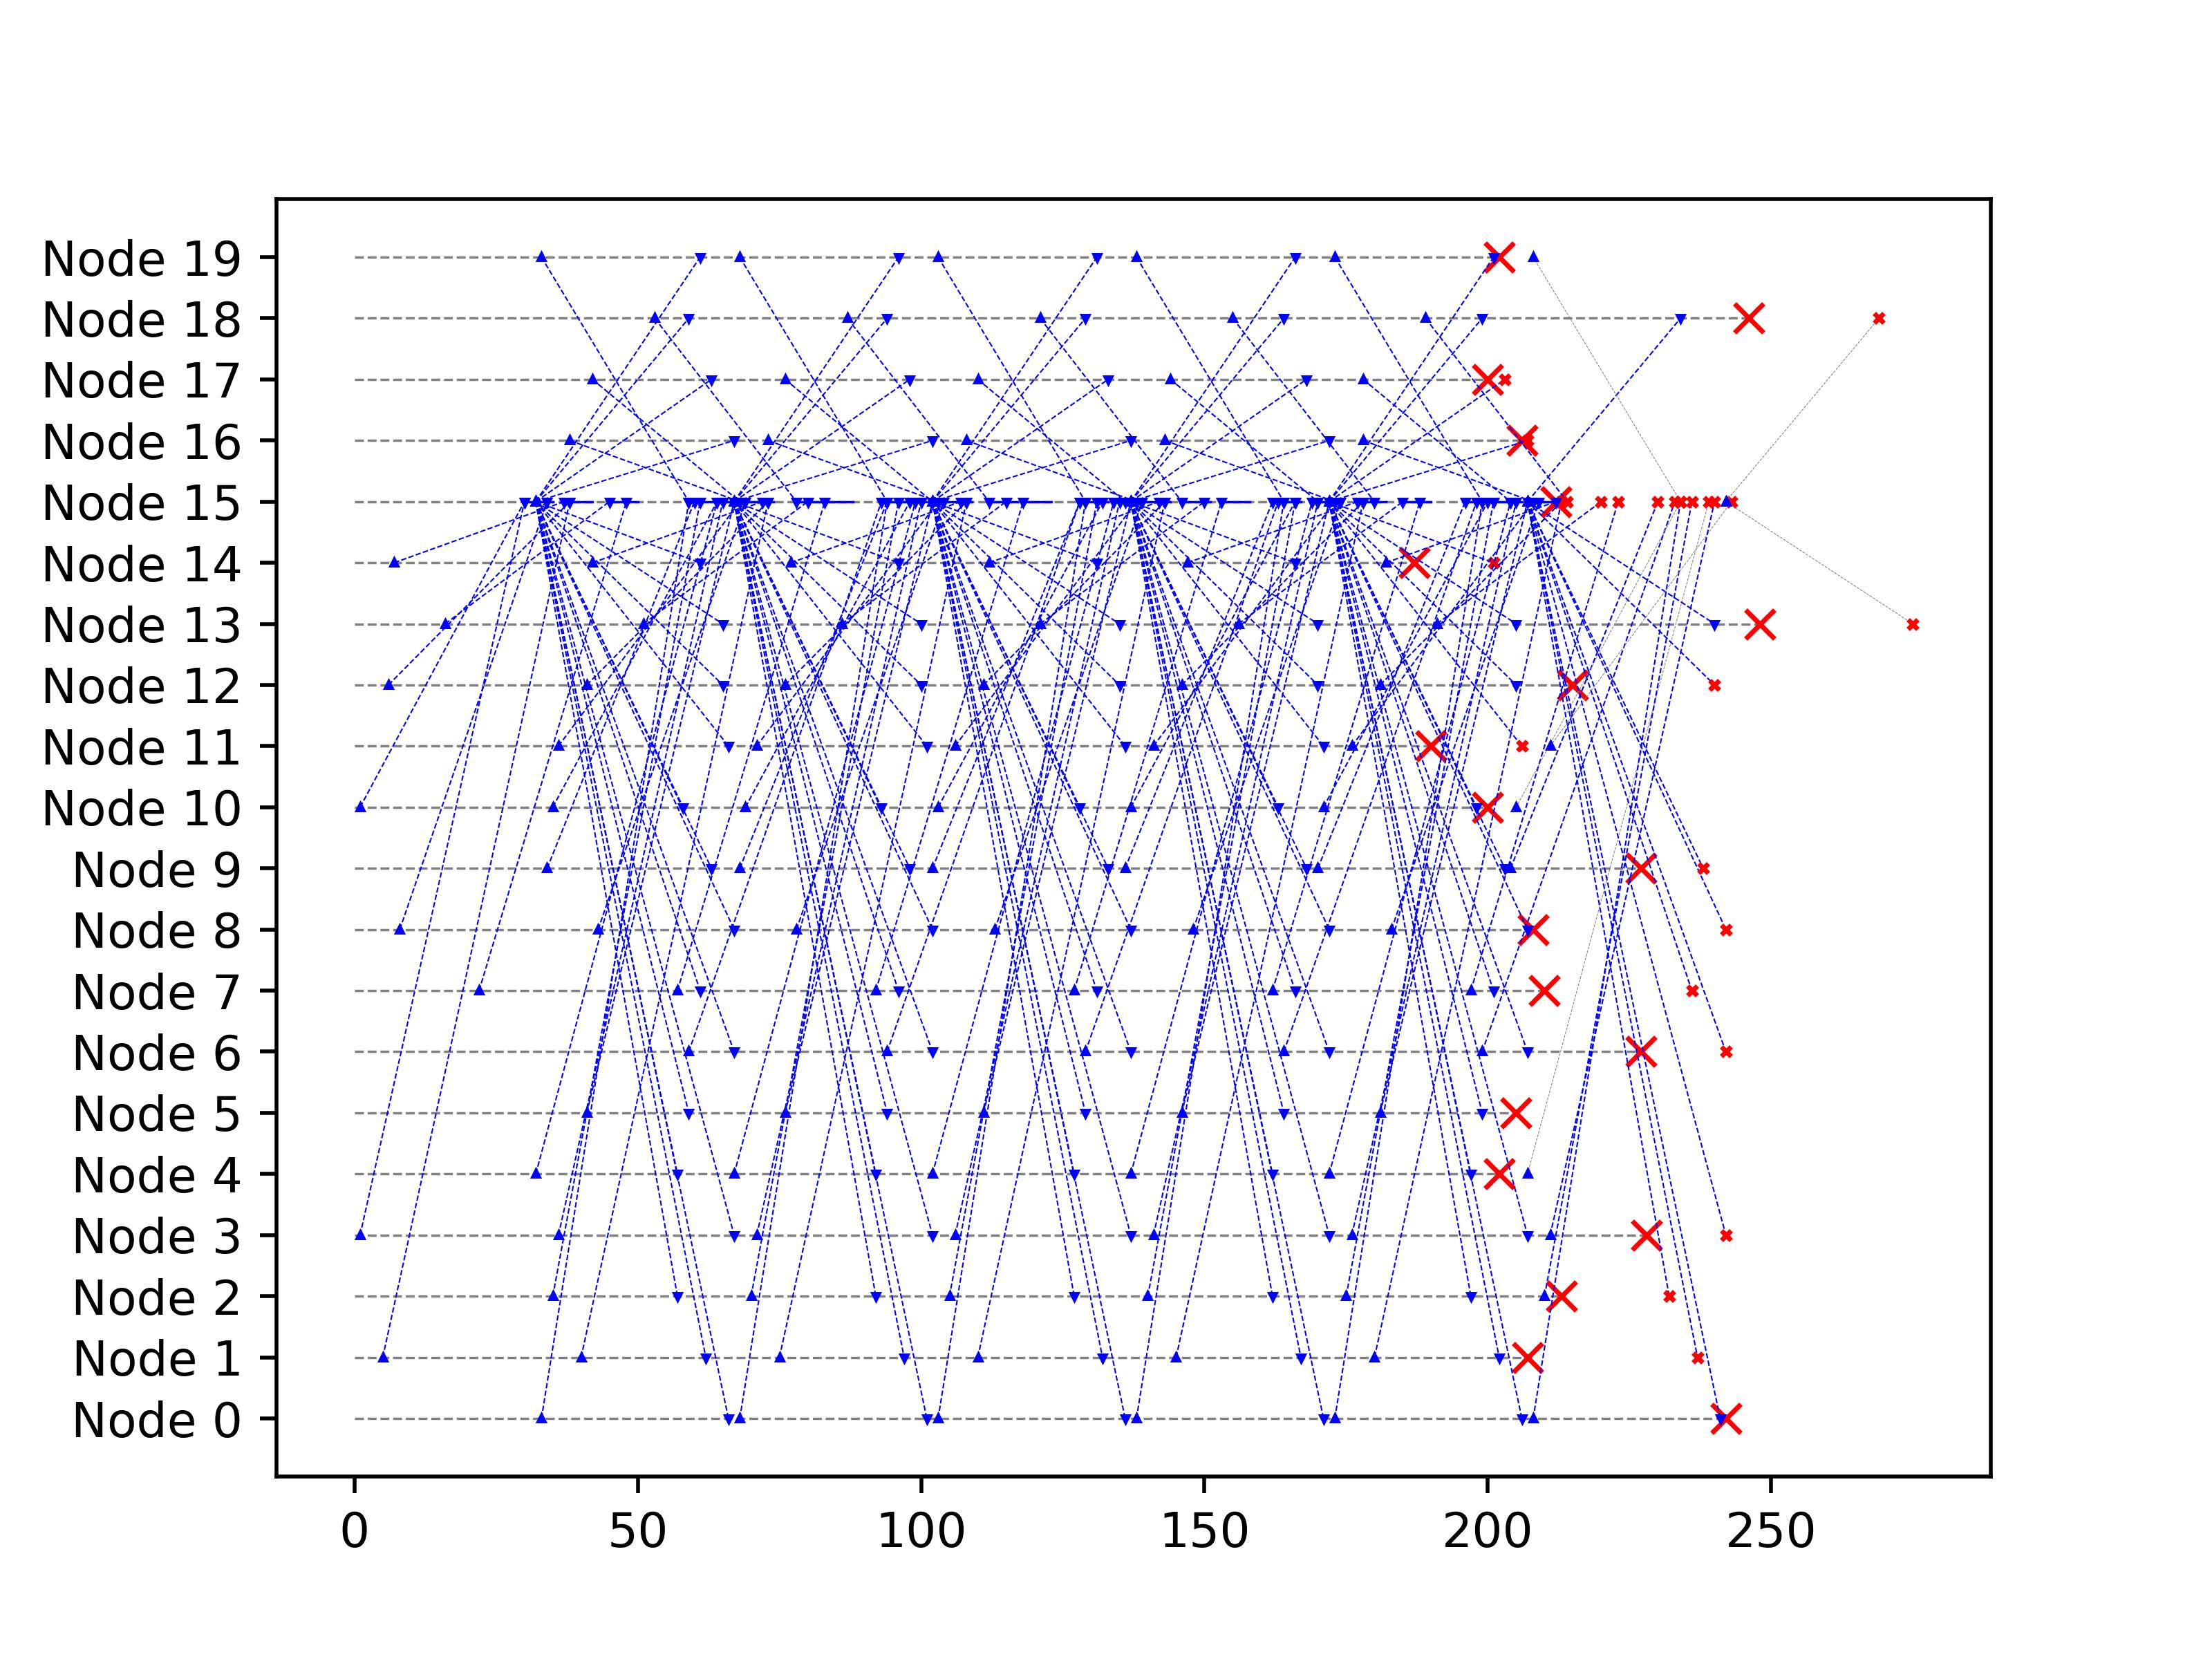 Node 19
Node 18
Node 17
Node 16
Node 15
Node 14
Node 13
Node 12
Node 11
Node 10
Node 9
Node 8
Node 7
Node 6
Node 5
Node 4
Node 3
Node 2
Node 1
Node 0
0 50 100 150 200 250